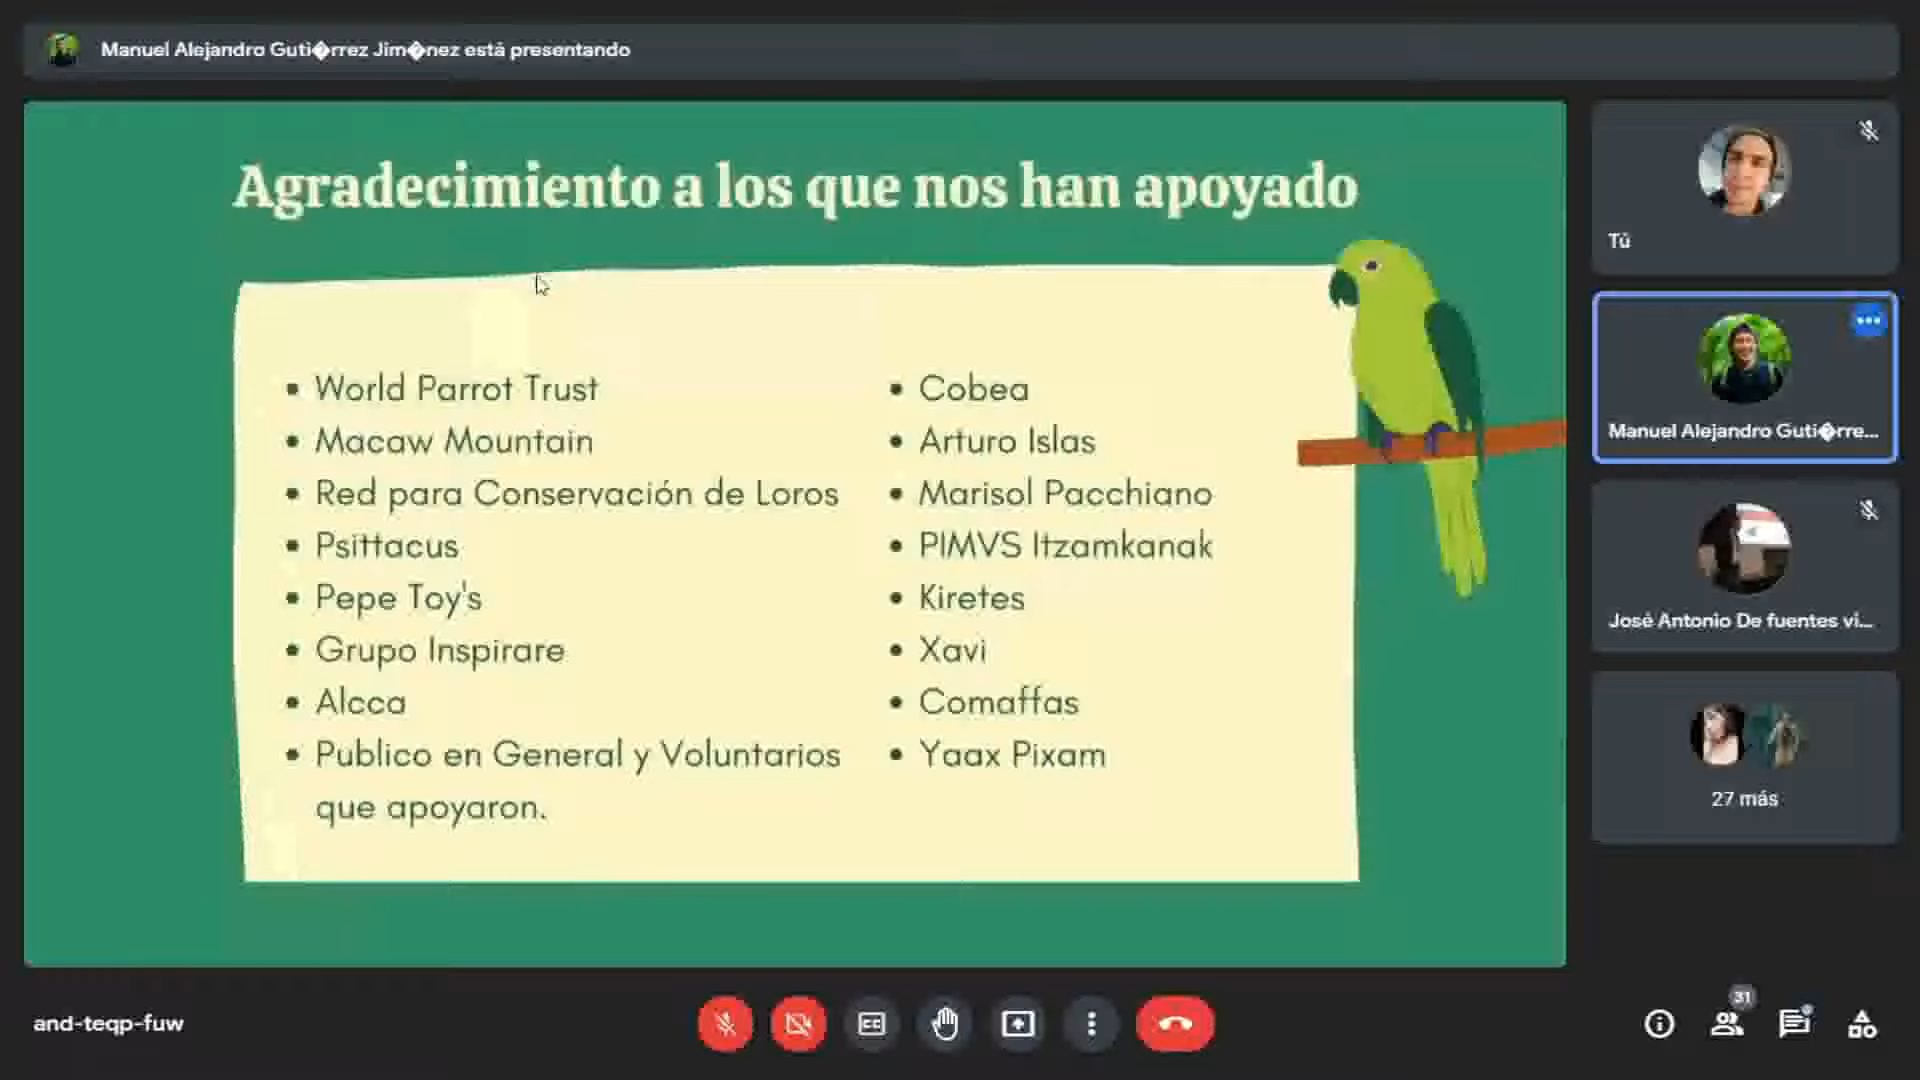 Manuel Alejandro Guti�rrez Jim�nez está presentando
Agradecimiento a los que nos han apoyado
• World Parrot Trust
• Macaw Mountain
• Red para Conservación de Loros
• Psittacus
• Pepe Toy's
• Grupo Inspirare
• Alcca
• Publico en General y Voluntarios
que apoyaron.
• Cobea
• Arturo Islas
• Marisol Pacchiano
• PIMVS Itzamkanak
• Kiretes
• Xavi
• Comaffas
• Yaax Pixam
Tú
Manuel Alejandro Guti�rre...
José Antonio De fuentes vi...
27 más
and-teqp-fuw
CC
31